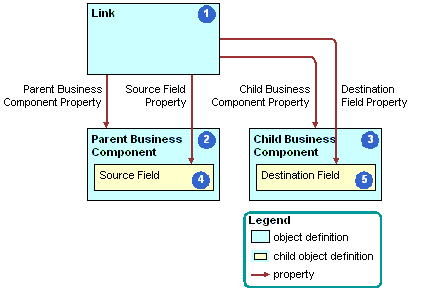 Link 1
Parent Business
Component Property
Source Field
Property
Child Business
Component Property
Destination
Field Property
Parent Business
Component
2
Source Field 4
Child Business
Component
3
Destination Field 5
Legend
object definition
child object definition
property